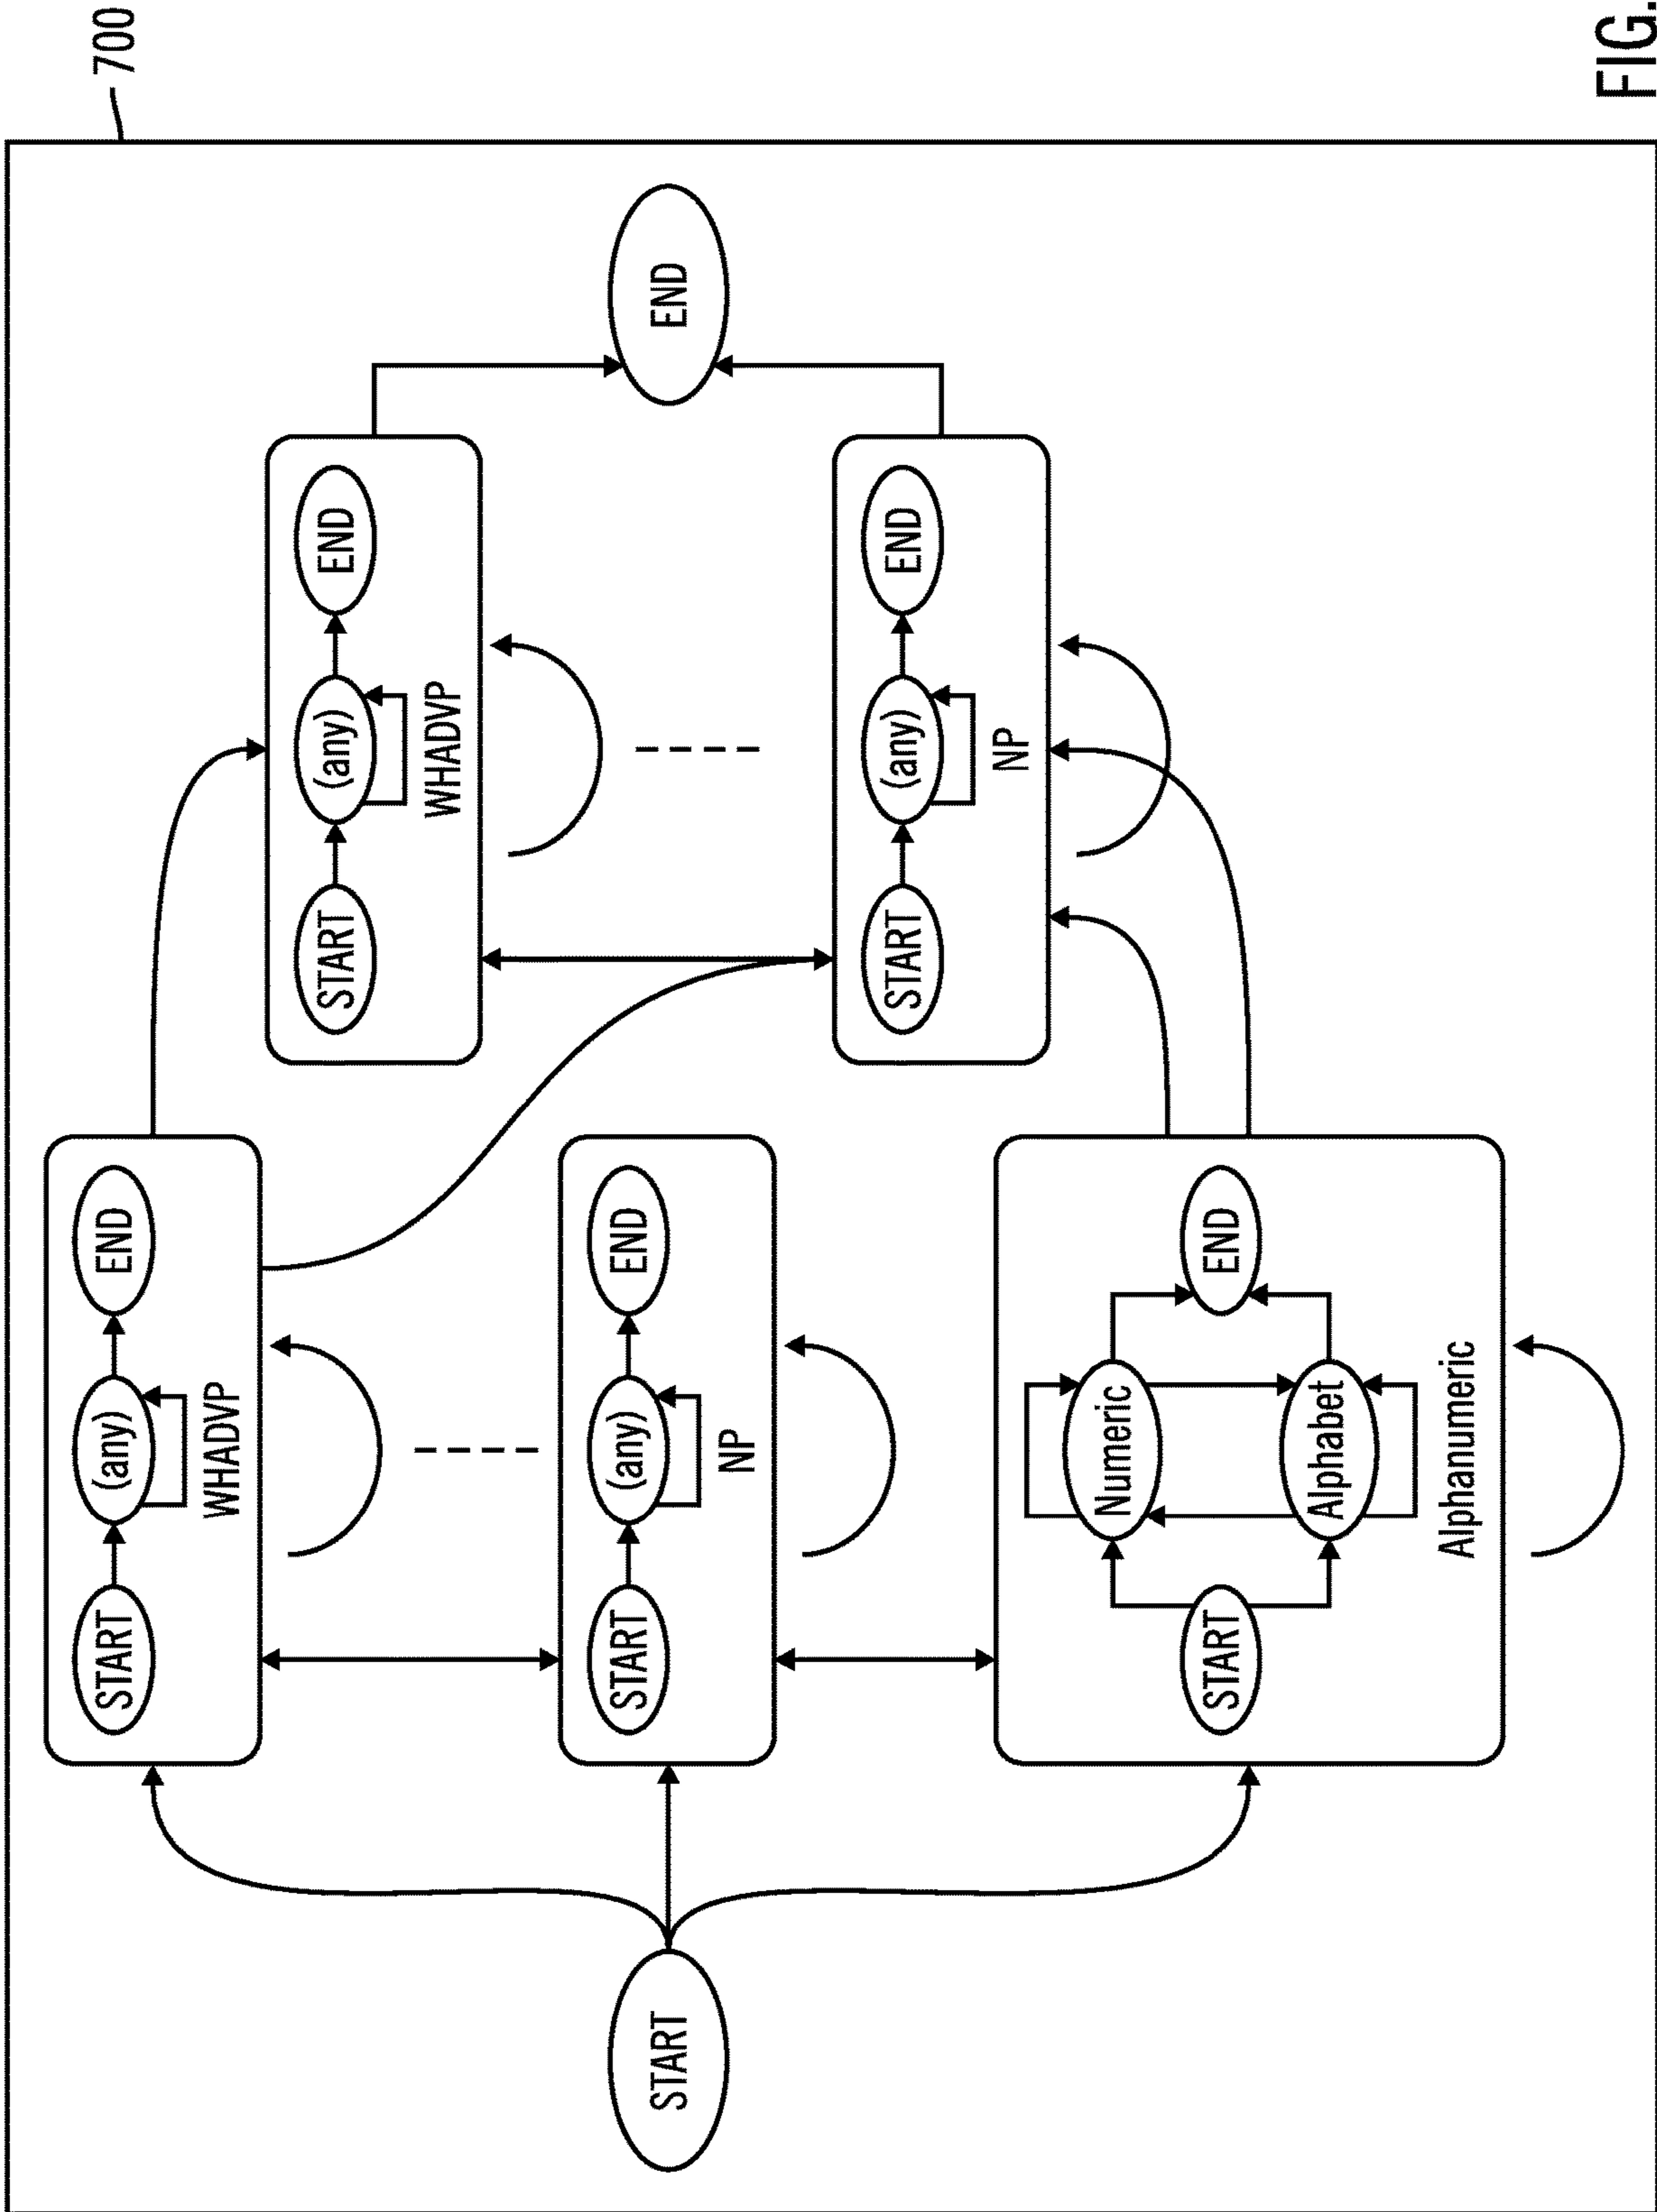 700
START
START
(any)
END
WHADVP
START
(any)
END
NP
START
Numeric
Alphabet
END
Alphanumeric
START
(any)
END
WHADVP
START
(any)
END
NP
END
FIG.